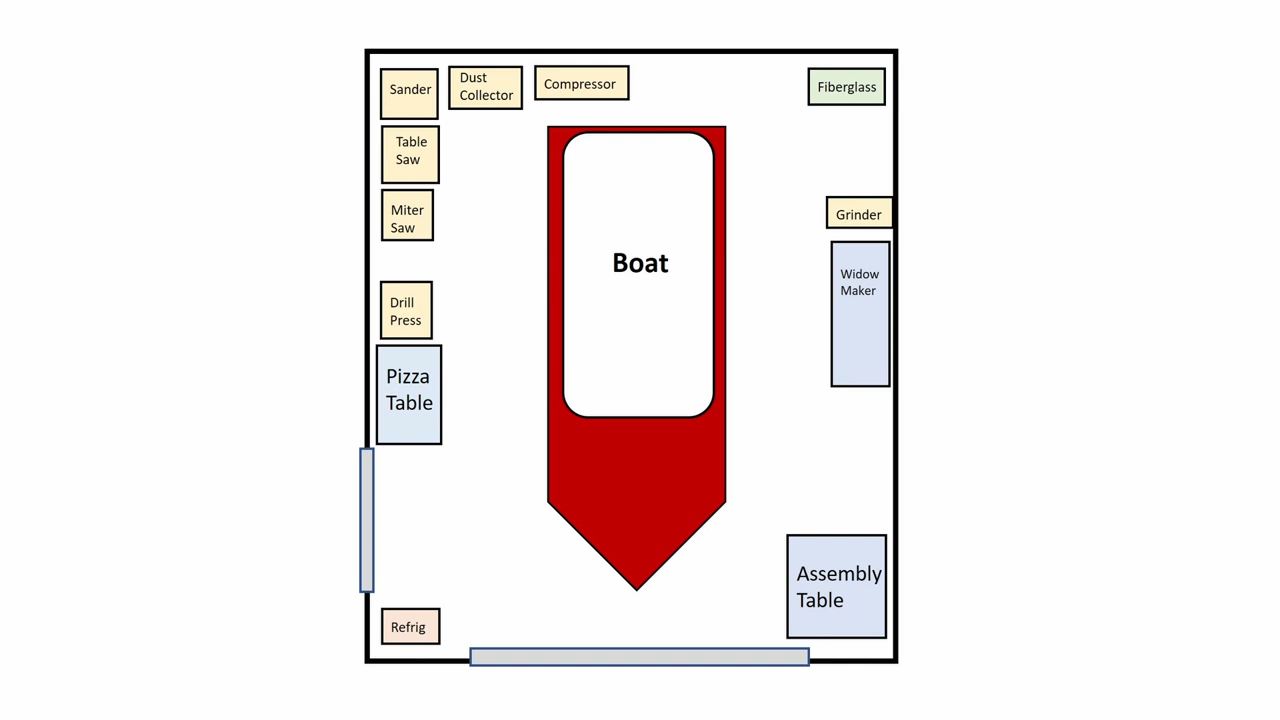 Sander
Dust
Collector
Compressor
Fiberglass
Table
Saw
Miter
Saw
Grinder
Boat
Widow
Maker
Drill
Press
Pizza
Table
Assembly
Table
Refrig